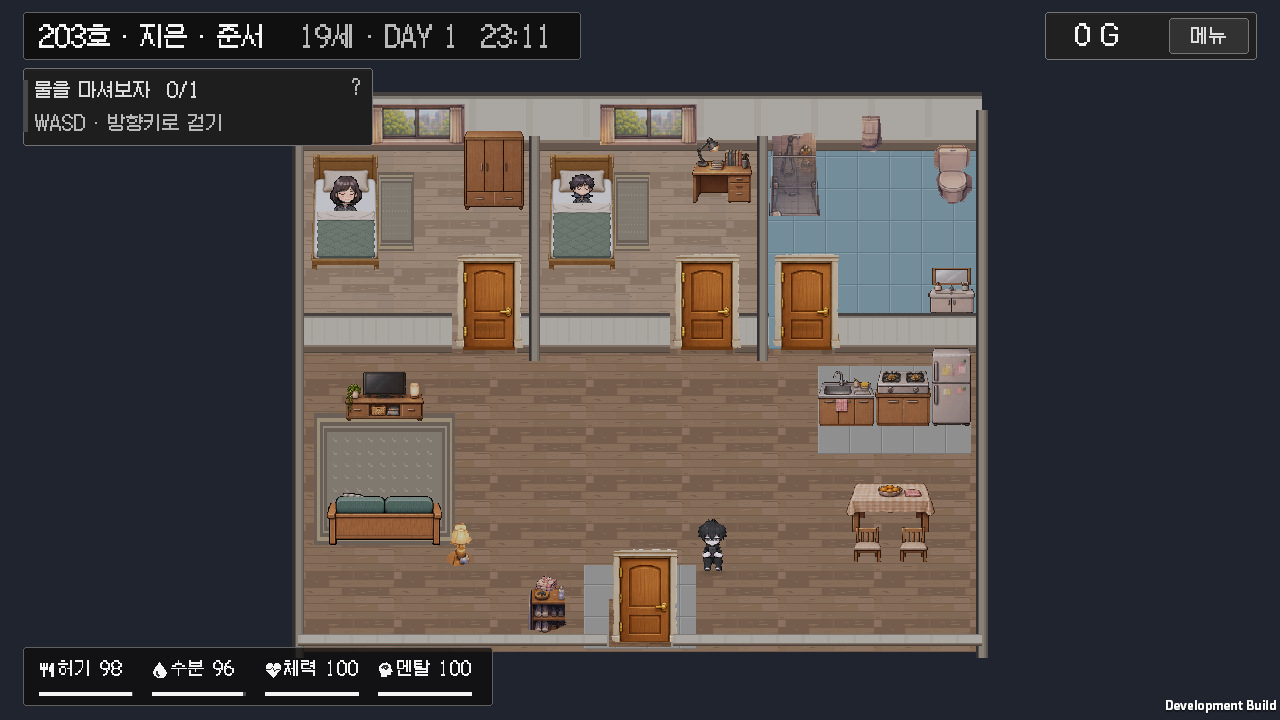 203호 · 지은 · 준서 19세 · DAY 1 23:11
0 G
메뉴
물을 마셔보자 0/1 ?
WASD · 방향키로 걷기
허기 98 수분 96 체력 100 멘탈 100
Development Build